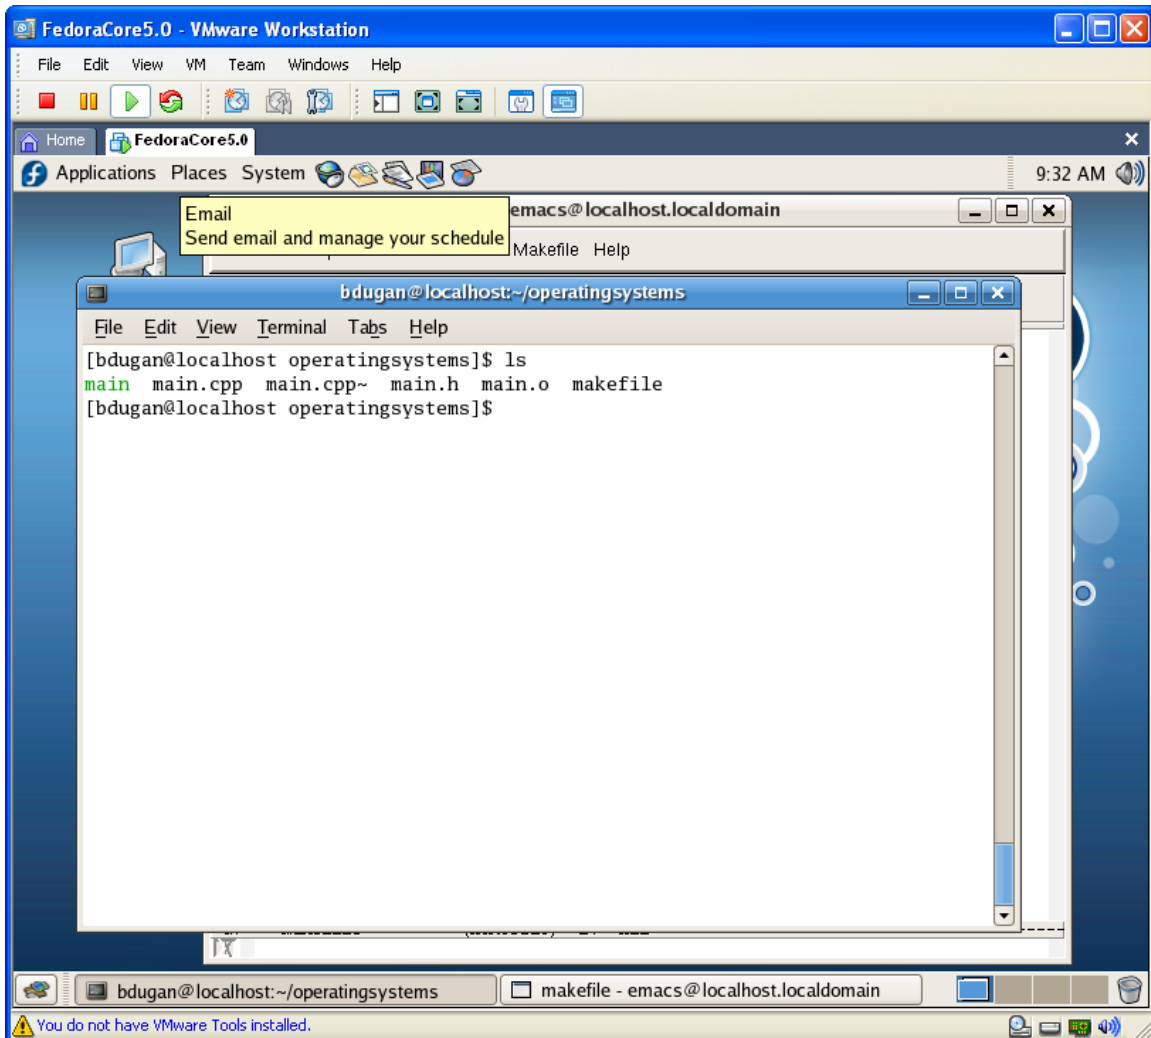 FedoraCore5.0 - VMware Workstation
File Edit View VM Team Windows Help
Home FedoraCore5.0
Applications Places System 9:32 AM
Email
Send email and manage your schedule
emacs@localhost.localdomain
Makefile Help
bdugan@localhost:~/operatingsystems
File Edit View Terminal Tabs Help
[bdugan@localhost operatingsystems]$ ls
main main.cpp main.cpp~ main.h main.o makefile
[bdugan@localhost operatingsystems]$
bdugan@localhost:~/operatingsystems makefile - emacs@localhost.localdomain
You do not have VMware Tools installed.